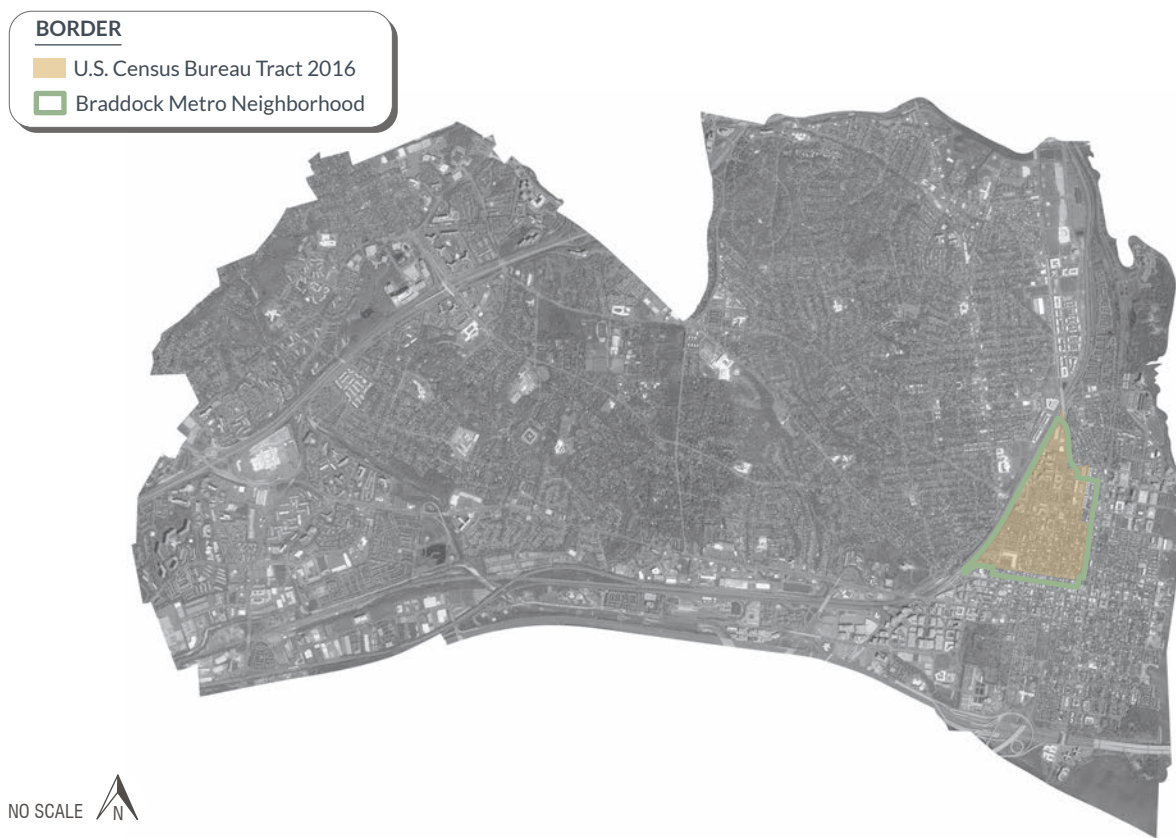 BORDER
U.S. Census Bureau Tract 2016
Braddock Metro Neighborhood
NO SCALE
N